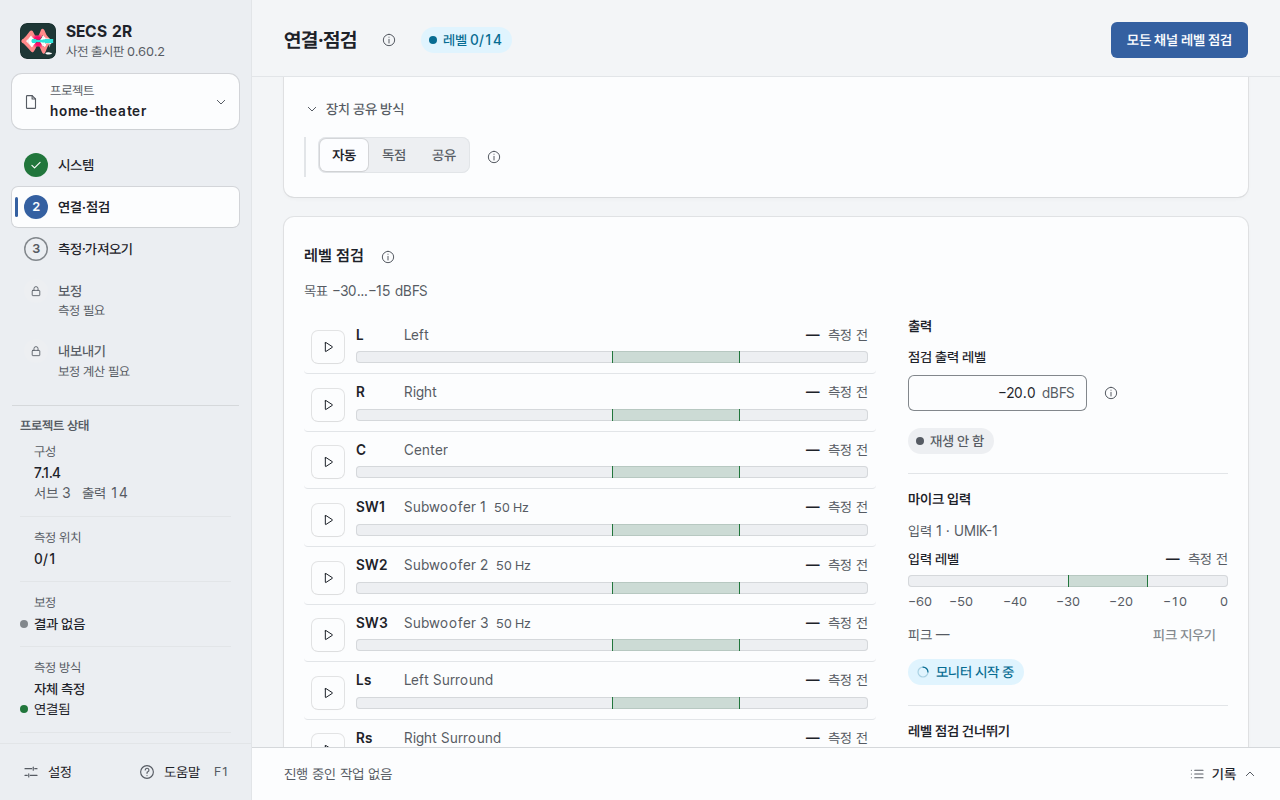 SECS 2R
사전 출시판 0.60.2
프로젝트
home-theater
시스템
2 연결·점검
3 측정·가져오기
보정
측정 필요
내보내기
보정 계산 필요
프로젝트 상태
구성
7.1.4
서브 3 출력 14
측정 위치
0/1
보정
결과 없음
측정 방식
자체 측정
연결됨
설정
도움말 F1
연결·점검
레벨 0/14
모든 채널 레벨 점검
장치 공유 방식
자동 독점 공유
레벨 점검
목표 −30…−15 dBFS
L Left — 측정 전
R Right — 측정 전
C Center — 측정 전
SW1 Subwoofer 1 50 Hz — 측정 전
SW2 Subwoofer 2 50 Hz — 측정 전
SW3 Subwoofer 3 50 Hz — 측정 전
Ls Left Surround — 측정 전
Rs Right Surround — 측정 전
출력
점검 출력 레벨
−20.0 dBFS
재생 안 함
마이크 입력
입력 1 · UMIK-1
입력 레벨 — 측정 전
−60 −50 −40 −30 −20 −10 0
피크 — 피크 지우기
모니터 시작 중
레벨 점검 건너뛰기
진행 중인 작업 없음
기록